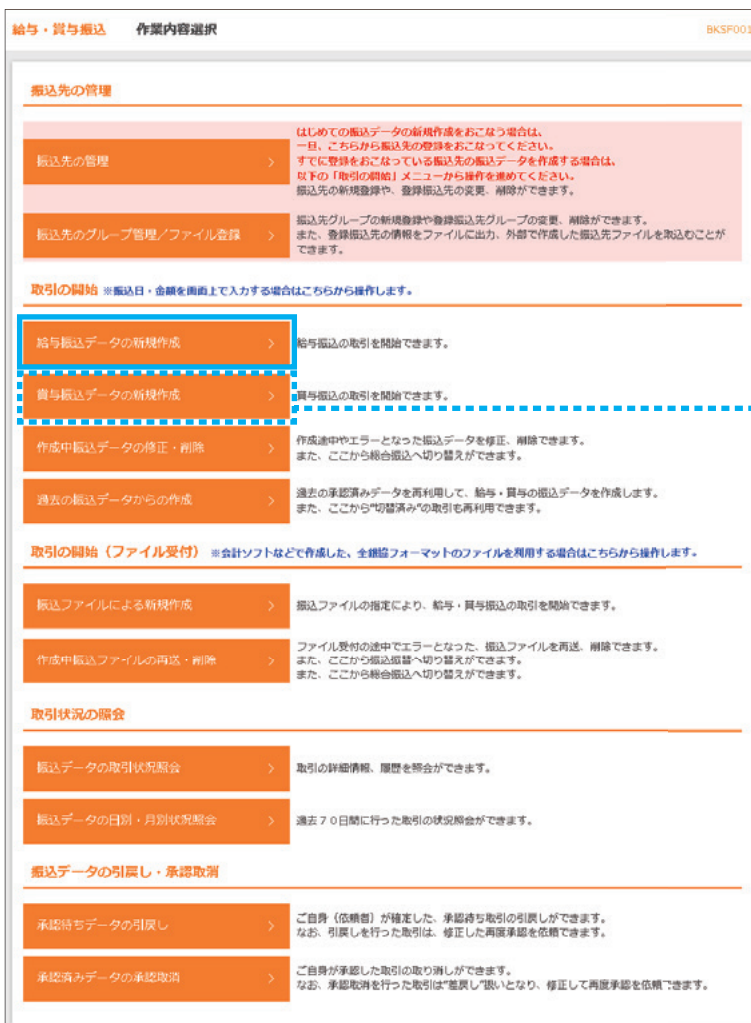 給与・賞与振込 作業内容選択 BKSF001
振込先の管理
振込先の管理
はじめての振込データの新規作成をおこなう場合は、
一旦、こちらから振込先の登録をおこなってください。
すでに登録をおこなっている振込先の振込データを作成する場合は、
以下の「取引の開始」メニューから操作を進めてください。
振込先の新規登録や、登録振込先の変更、削除ができます。
振込先のグループ管理/ファイル登録
振込先グループの新規登録や登録振込先グループの変更、削除ができます。
また、登録振込先の情報をファイルに出力、外部で作成した振込先ファイルを取込むことが
できます。
取引の開始 ※振込日・金額を画面上で入力する場合はこちらから操作します。
給与振込データの新規作成
給与振込の取引を開始できます。
賞与振込データの新規作成
賞与振込の取引を開始できます。
作成中振込データの修正・削除
作成途中やエラーとなった振込データを修正、削除できます。
また、ここから総合振込へ切り替えができます。
過去の振込データからの作成
過去の承認済みデータを再利用して、給与・賞与の振込データを作成します。
また、ここから"切替済み"の取引も再利用できます。
取引の開始（ファイル受付） ※会計ソフトなどで作成した、全銀協フォーマットのファイルを利用する場合はこちらから操作します。
振込ファイルによる新規作成
振込ファイルの指定により、給与・賞与振込の取引を開始できます。
作成中振込ファイルの再送・削除
ファイル受付の途中でエラーとなった、振込ファイルを再送、削除できます。
また、ここから振込振替へ切り替えができます。
また、ここから総合振込へ切り替えができます。
取引状況の照会
振込データの取引状況照会
取引の詳細情報、履歴を照会ができます。
振込データの日別・月別状況照会
過去７０日間に行った取引の状況照会ができます。
振込データの引戻し・承認取消
承認待ちデータの引戻し
ご自身（依頼者）が確定した、承認待ち取引の引戻しができます。
なお、引戻しを行った取引は、修正した再度承認を依頼できます。
承認済みデータの承認取消
ご自身が承認した取引の取り消しができます。
なお、承認取消を行った取引は"差戻し"扱いとなり、修正して再度承認を依頼できます。